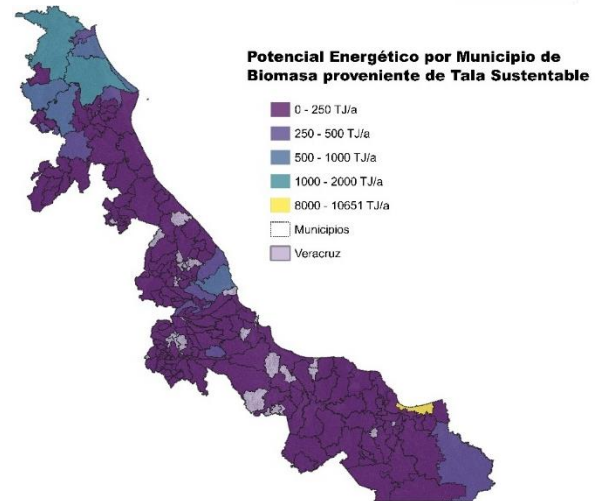 Potencial Energético por Municipio de
Biomasa proveniente de Tala Sustentable
0 - 250 TJ/a
250 - 500 TJ/a
500 - 1000 TJ/a
1000 - 2000 TJ/a
8000 - 10651 TJ/a
Municipios
Veracruz